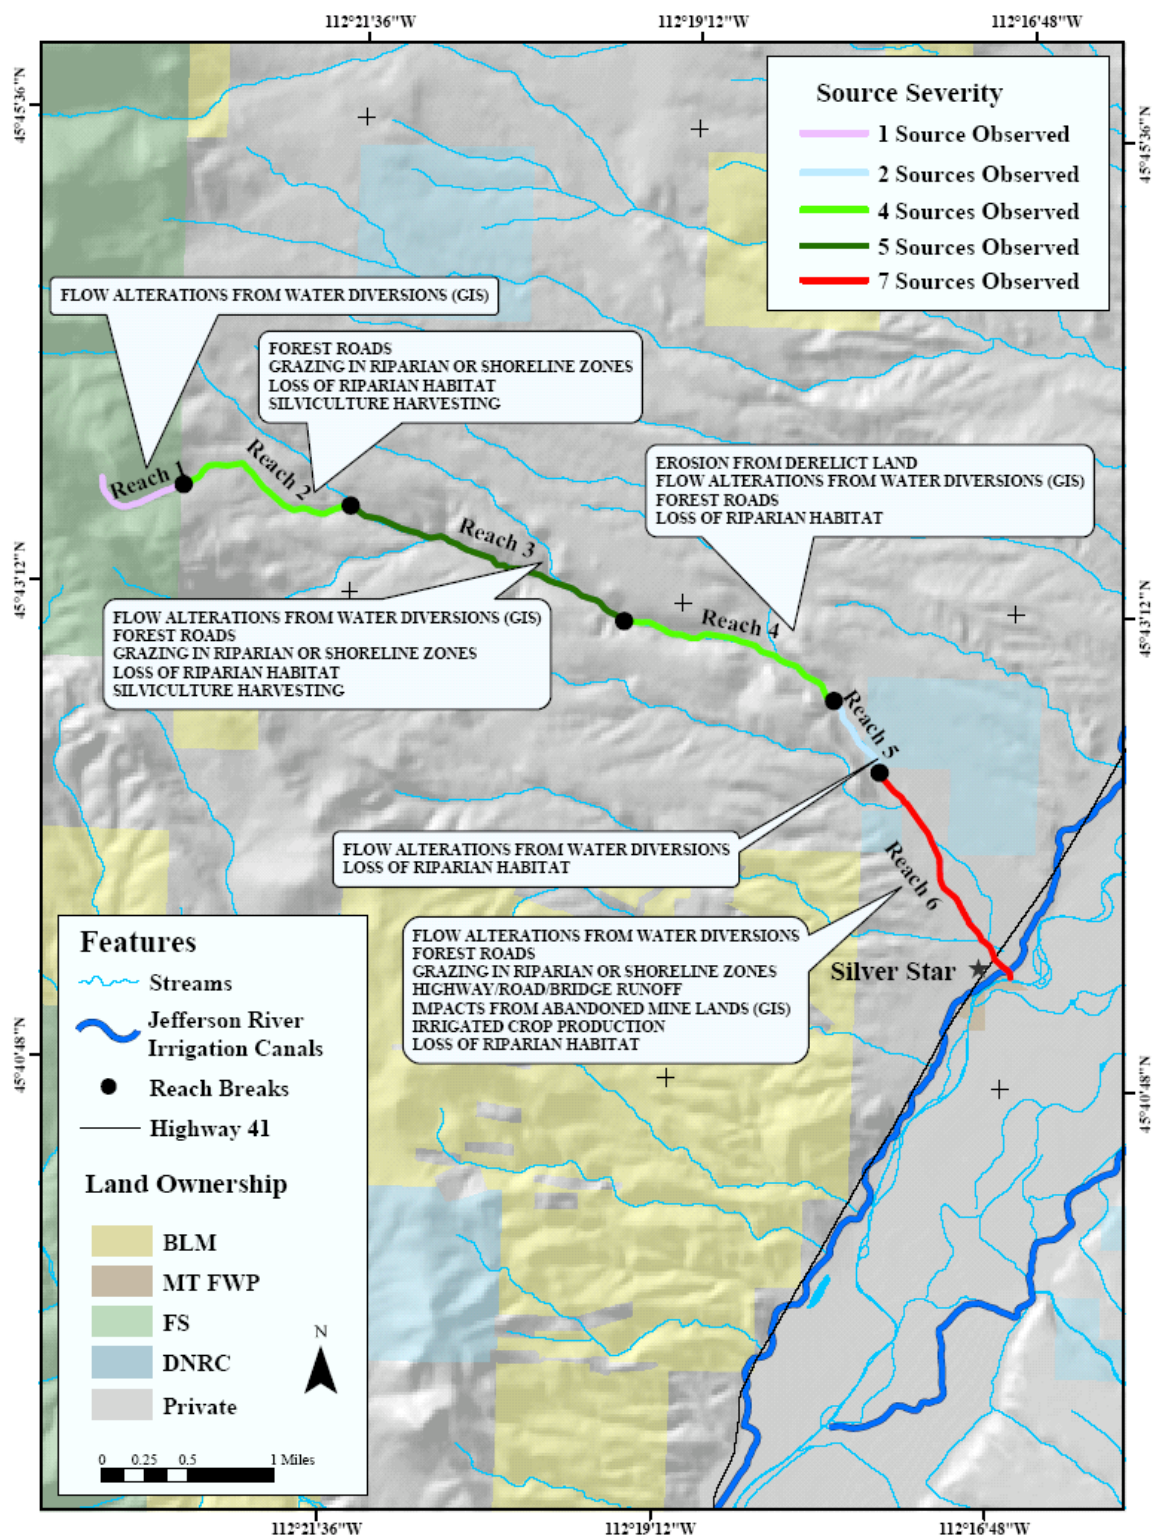 112°21'36"W
112°19'12"W
112°16'48"W
45°45'36"N
45°45'36"N
Source Severity
1 Source Observed
2 Sources Observed
4 Sources Observed
5 Sources Observed
7 Sources Observed
FLOW ALTERATIONS FROM WATER DIVERSIONS (GIS)
FOREST ROADS
GRAZING IN RIPARIAN OR SHORELINE ZONES
LOSS OF RIPARIAN HABITAT
SILVICULTURE HARVESTING
Reach 1
Reach 2
EROSION FROM DERELICT LAND
FLOW ALTERATIONS FROM WATER DIVERSIONS (GIS)
FOREST ROADS
LOSS OF RIPARIAN HABITAT
Reach 3
45°43'12"N
45°43'12"N
FLOW ALTERATIONS FROM WATER DIVERSIONS (GIS)
FOREST ROADS
GRAZING IN RIPARIAN OR SHORELINE ZONES
LOSS OF RIPARIAN HABITAT
SILVICULTURE HARVESTING
Reach 4
Reach 5
FLOW ALTERATIONS FROM WATER DIVERSIONS
LOSS OF RIPARIAN HABITAT
Reach 6
FLOW ALTERATIONS FROM WATER DIVERSIONS
FOREST ROADS
GRAZING IN RIPARIAN OR SHORELINE ZONES
HIGHWAY/ROAD/BRIDGE RUNOFF
IMPACTS FROM ABANDONED MINE LANDS (GIS)
IRRIGATED CROP PRODUCTION
LOSS OF RIPARIAN HABITAT
Silver Star
Features
Streams
Jefferson River
Irrigation Canals
Reach Breaks
Highway 41
45°40'48"N
45°40'48"N
Land Ownership
BLM
MT FWP
FS
DNRC
Private
N
0 0.25 0.5 1 Miles
112°21'36"W
112°19'12"W
112°16'48"W